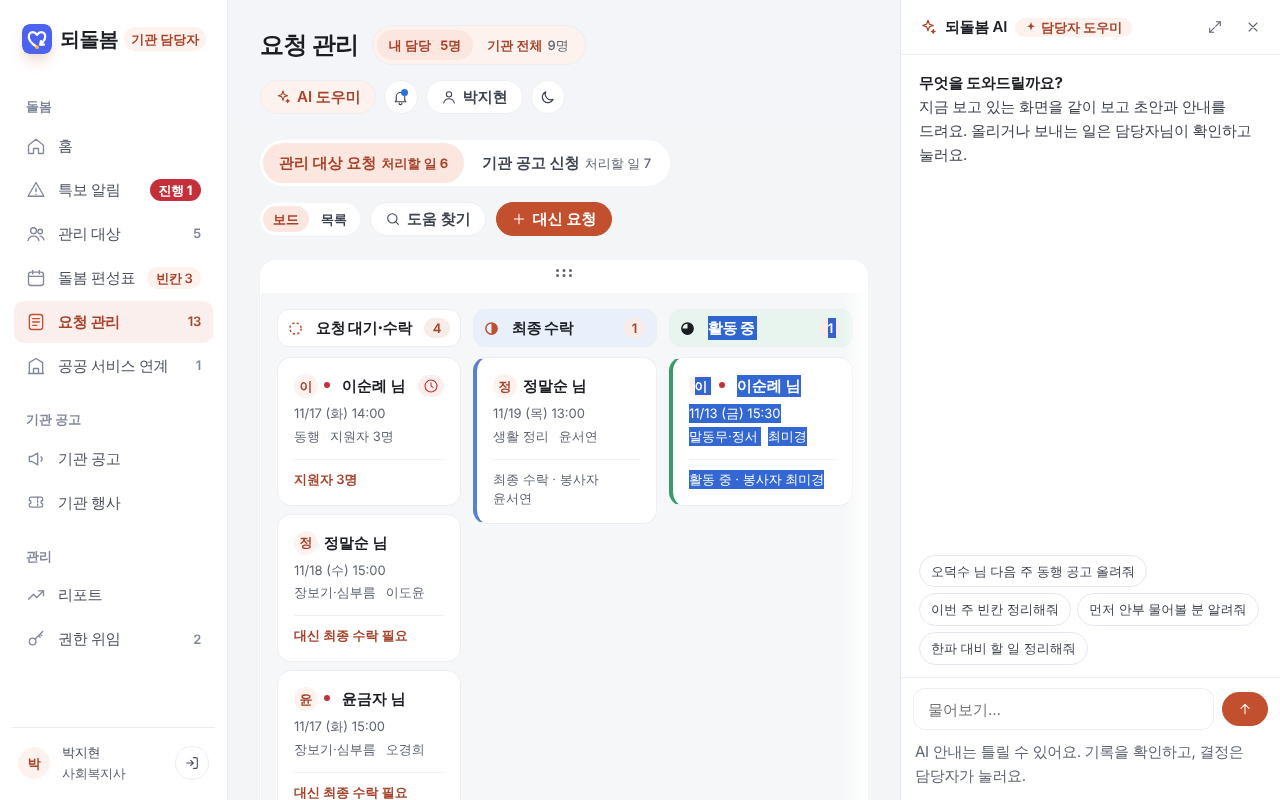 되돌봄 기관 담당자
돌봄
홈
특보 알림 진행 1
관리 대상 5
돌봄 편성표 빈칸 3
요청 관리 13
공공 서비스 연계 1
기관 공고
기관 공고
기관 행사
관리
리포트
권한 위임 2
박 박지현
사회복지사
요청 관리 내 담당 5명 기관 전체 9명
AI 도우미 박지현
관리 대상 요청 처리할 일 6 기관 공고 신청 처리할 일 7
보드 목록 도움 찾기 대신 요청
요청 대기·수락 4
이 이순례 님
11/17 (화) 14:00
동행 지원자 3명
지원자 3명
정 정말순 님
11/18 (수) 15:00
장보기·심부름 이도윤
대신 최종 수락 필요
윤 윤금자 님
11/17 (화) 15:00
장보기·심부름 오경희
대신 최종 수락 필요
최종 수락 1
정 정말순 님
11/19 (목) 13:00
생활 정리 윤서연
최종 수락 · 봉사자
윤서연
활동 중 1
이 이순례 님
11/13 (금) 15:30
말동무·정서 최미경
활동 중 · 봉사자 최미경
되돌봄 AI 담당자 도우미
무엇을 도와드릴까요?
지금 보고 있는 화면을 같이 보고 초안과 안내를
드려요. 올리거나 보내는 일은 담당자님이 확인하고
눌러요.
오덕수 님 다음 주 동행 공고 올려줘
이번 주 빈칸 정리해줘 먼저 안부 물어볼 분 알려줘
한파 대비 할 일 정리해줘
물어보기...
AI 안내는 틀릴 수 있어요. 기록을 확인하고, 결정은
담당자가 눌러요.